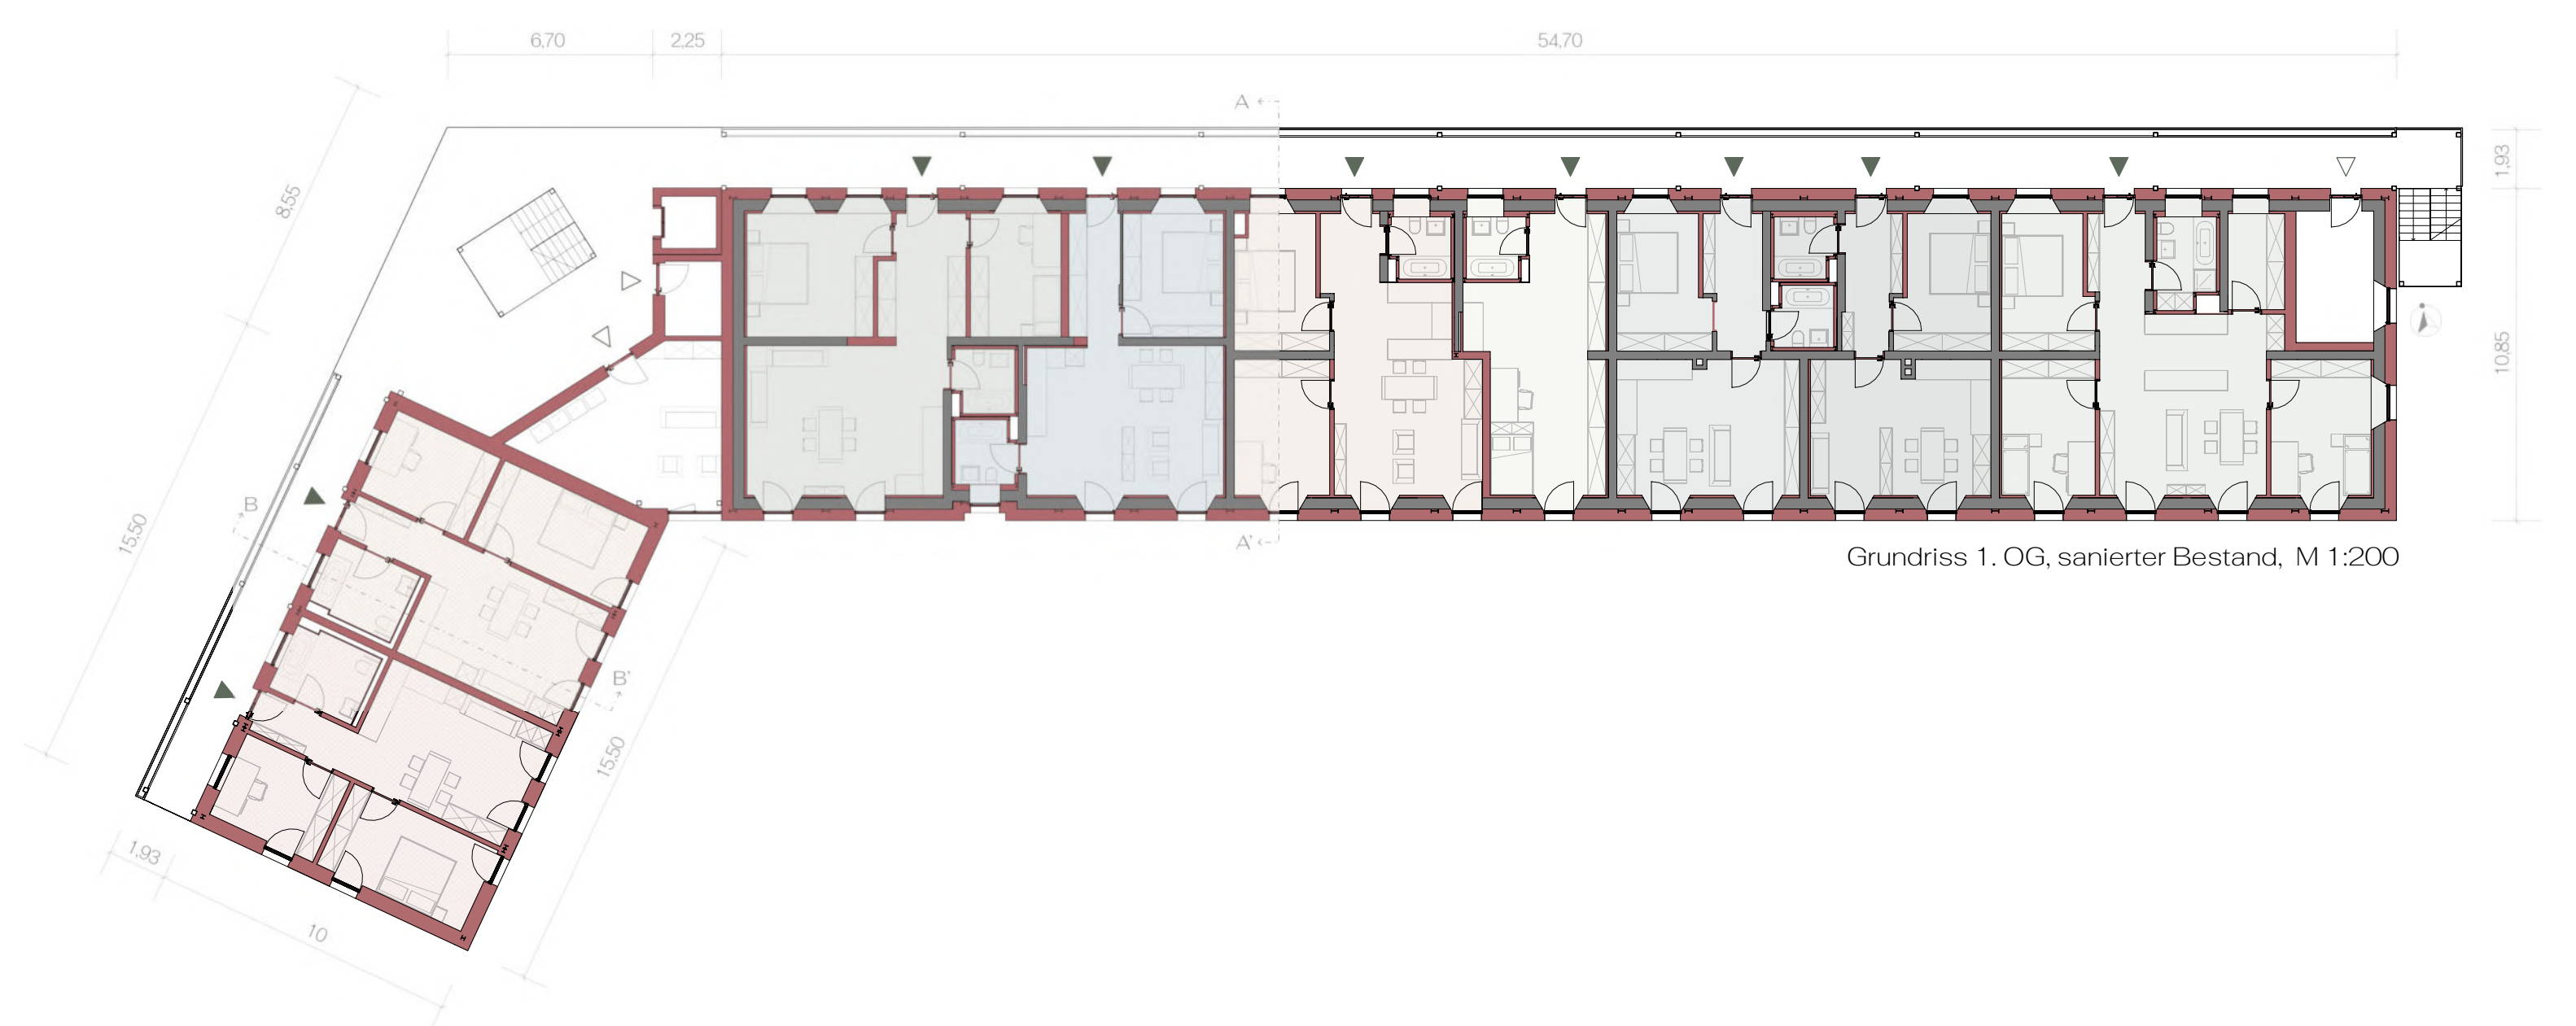 6,70
2,25
54,70
A
8,55
1,93
15,50
B
10,85
A'
Grundriss 1. OG, sanierter Bestand, M 1:200
B'
15,50
1,93
10